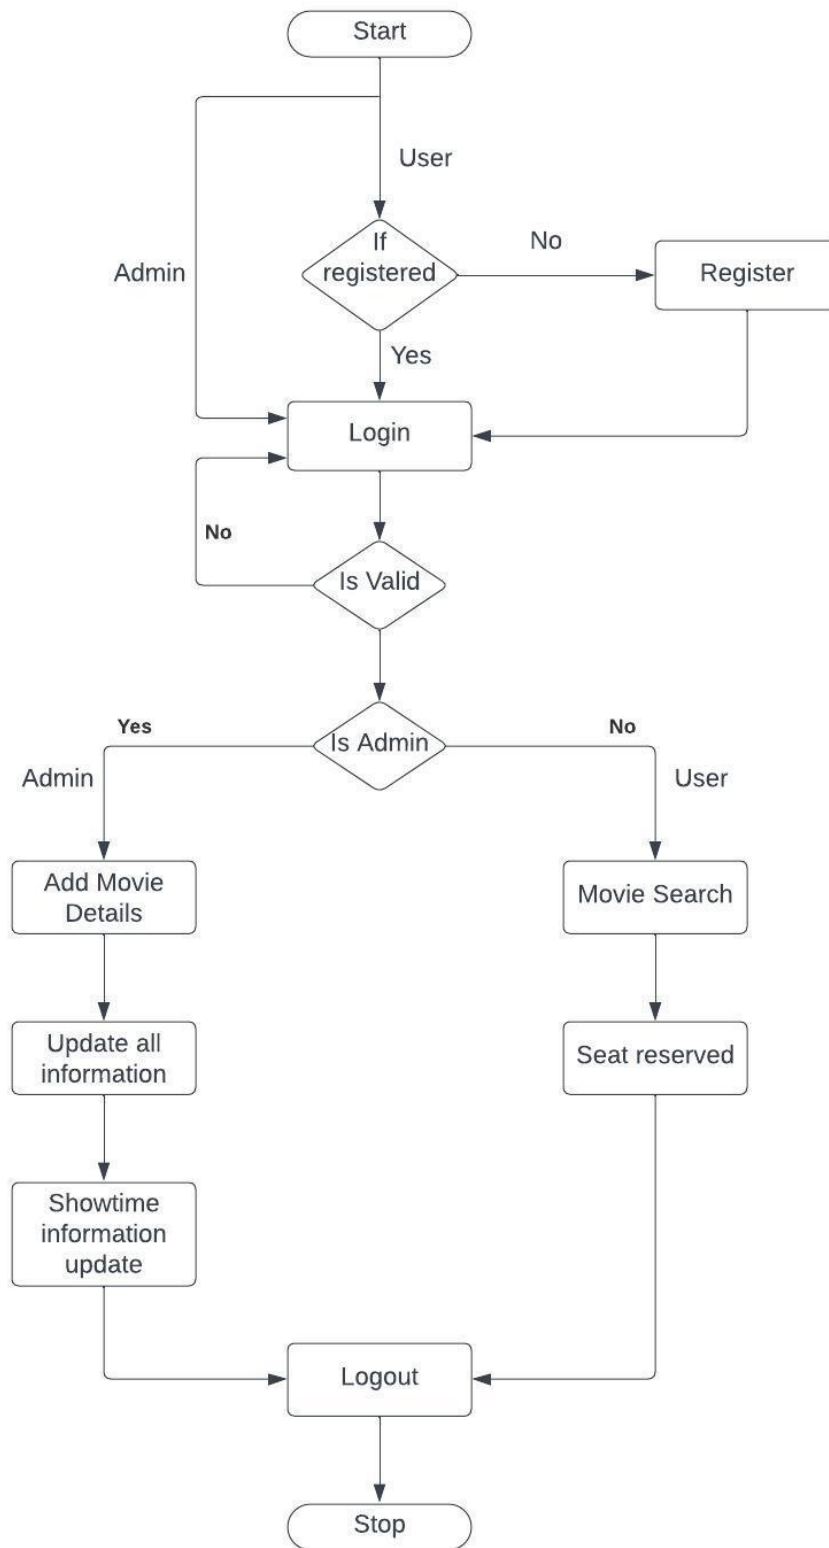 Start
User
If
registered
No
Register
Admin
Yes
Login
No
Is Valid
Yes
Is Admin
No
Admin
User
Add Movie
Details
Movie Search
Update all
information
Seat reserved
Showtime
information
update
Logout
Stop